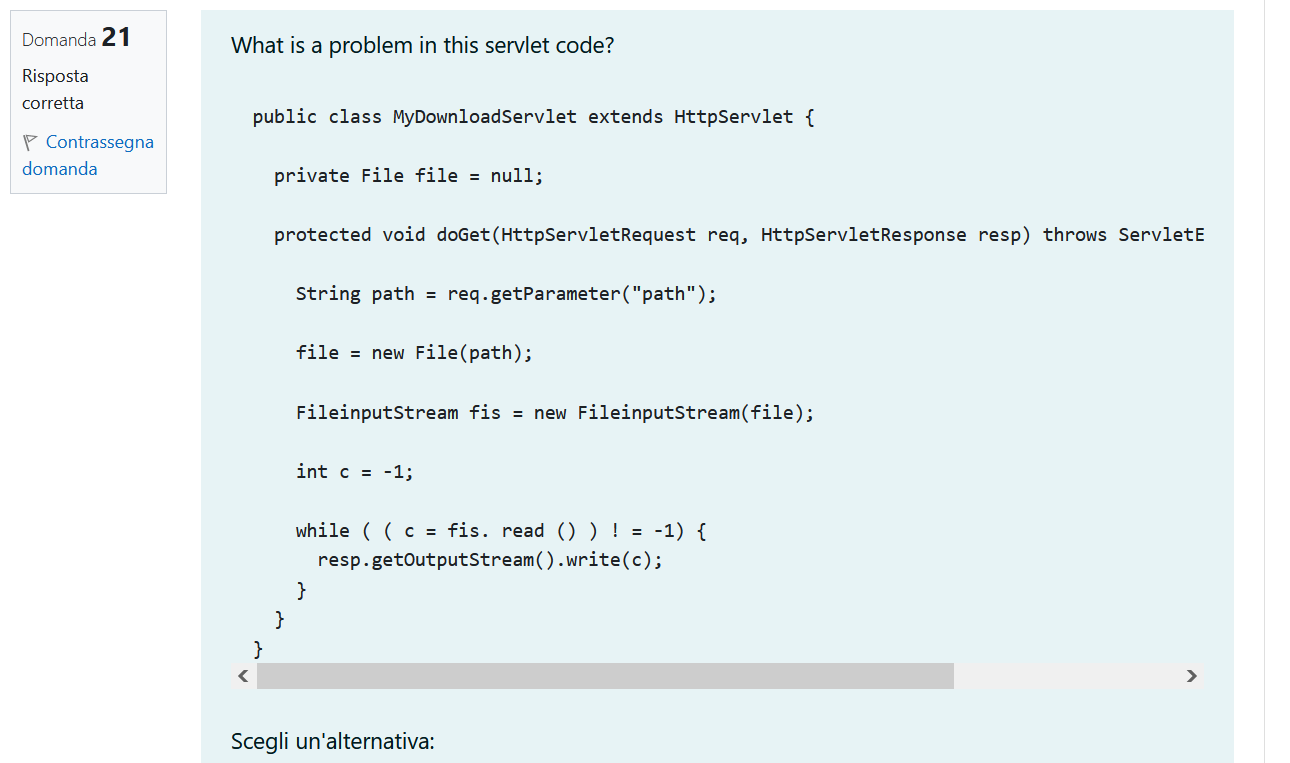 Domanda 21
Risposta
corretta
Contrassegna
domanda
What is a problem in this servlet code?
public class MyDownloadServlet extends HttpServlet {
private File file = null;
protected void doGet(HttpServletRequest req, HttpServletResponse resp) throws ServletE
String path = req.getParameter("path");
file = new File(path);
FileinputStream fis = new FileinputStream(file);
int c = -1;
while ( ( c = fis. read () ) ! = -1) {
resp.getOutputStream().write(c);
}
}
}
Scegli un'alternativa: